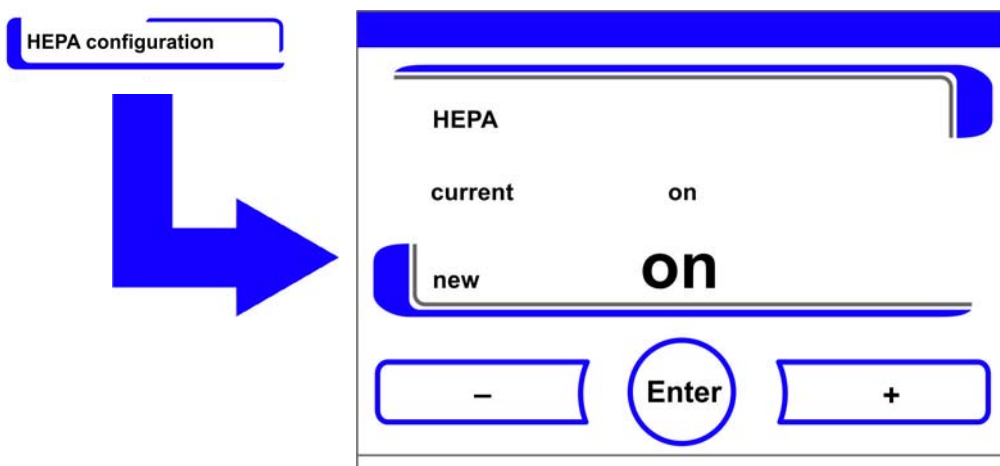 HEPA configuration
HEPA
current on
new on
– Enter +